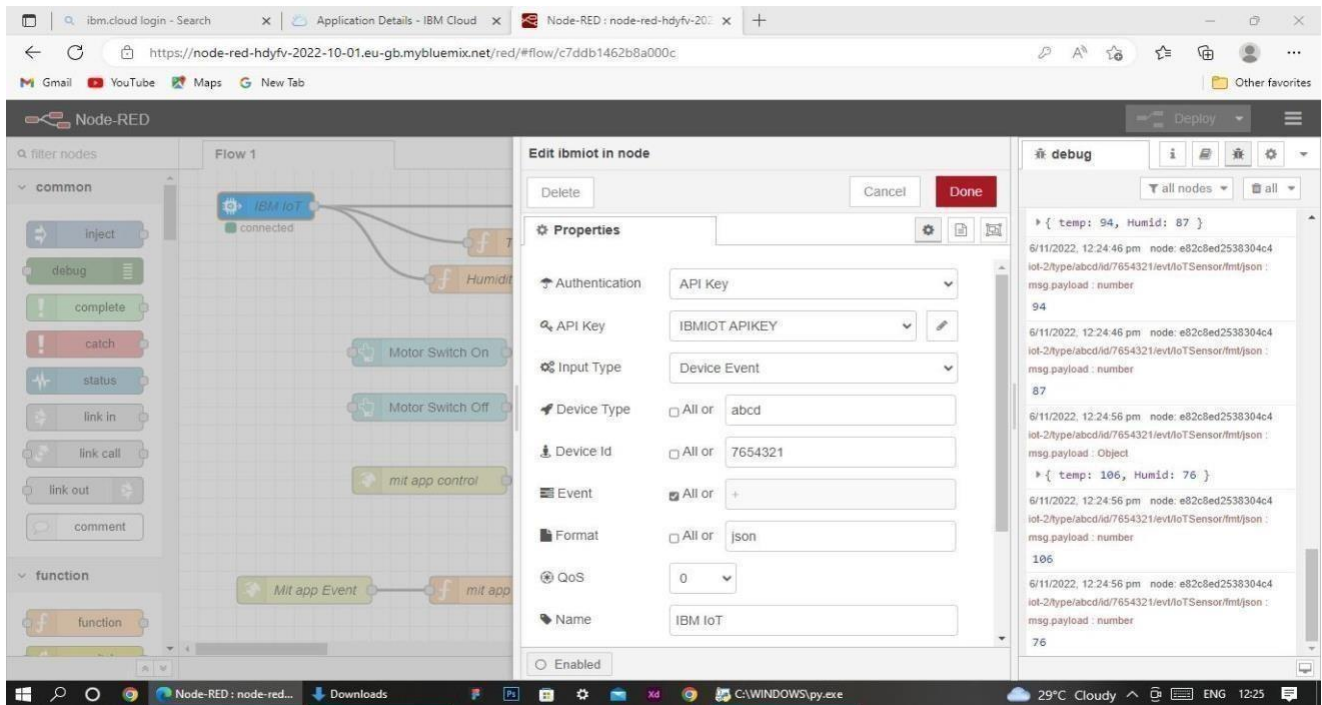 ibm.cloud login - Search
Application Details - IBM Cloud
Node-RED : node-red-hdyfv-202
https://node-red-hdyfv-2022-10-01.eu-gb.mybluemix.net/red/#flow/c7ddb1462b8a000c
Gmail YouTube Maps New Tab Other favorites
Node-RED Deploy
filter nodes
common
inject
debug
complete
catch
status
link in
link call
link out
comment
function
function
Flow 1
IBM IoT
connected
T
Humidit
Motor Switch On
Motor Switch Off
mit app control
Mit app Event
mit app
Edit ibmiot in node
Delete Cancel Done
Properties
Authentication API Key
API Key IBMIOT APIKEY
Input Type Device Event
Device Type All or abcd
Device Id All or 7654321
Event All or +
Format All or json
QoS 0
Name IBM IoT
Enabled
debug i
all nodes all
{ temp: 94, Humid: 87 }
6/11/2022, 12:24:46 pm node: e82c8ed2538304c4
iot-2/type/abcd/id/7654321/evt/IoTSensor/fmt/json :
msg.payload : number
94
6/11/2022, 12:24:46 pm node: e82c8ed2538304c4
iot-2/type/abcd/id/7654321/evt/IoTSensor/fmt/json :
msg.payload : number
87
6/11/2022, 12:24:56 pm node: e82c8ed2538304c4
iot-2/type/abcd/id/7654321/evt/IoTSensor/fmt/json :
msg.payload : Object
{ temp: 106, Humid: 76 }
6/11/2022, 12:24:56 pm node: e82c8ed2538304c4
iot-2/type/abcd/id/7654321/evt/IoTSensor/fmt/json :
msg.payload : number
106
6/11/2022, 12:24:56 pm node: e82c8ed2538304c4
iot-2/type/abcd/id/7654321/evt/IoTSensor/fmt/json :
msg.payload : number
76
Node-RED : node-red... Downloads Ps Xd C:\WINDOWS\py.exe 29°C Cloudy ENG 12:25